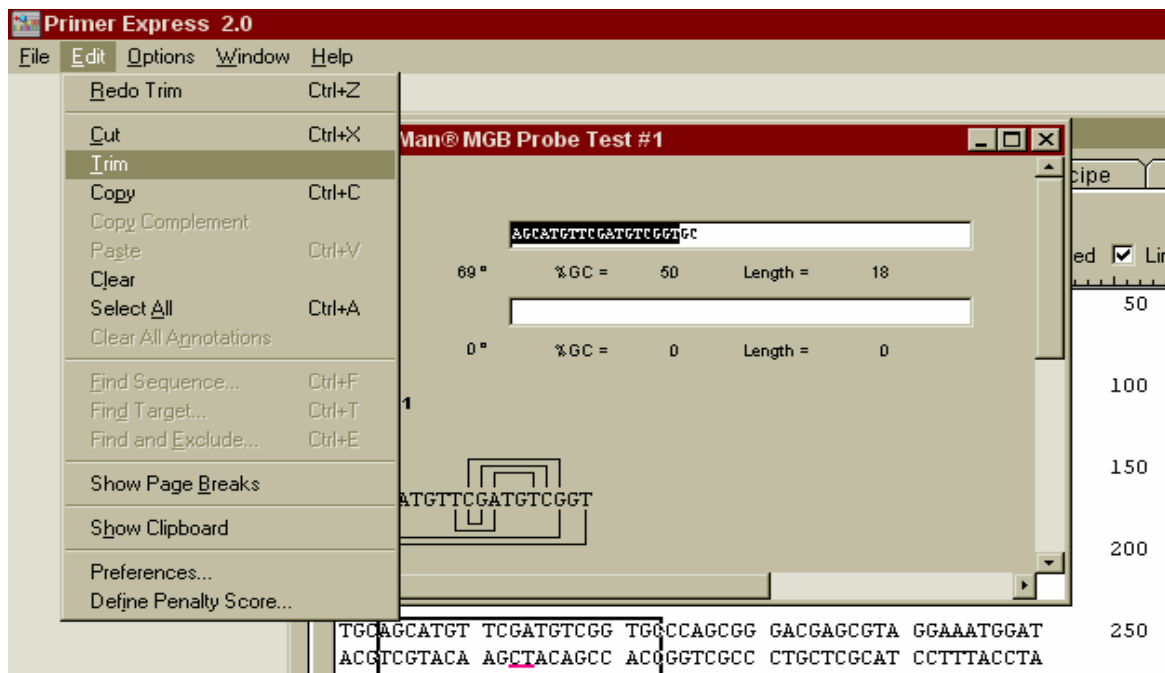 Primer Express 2.0
File Edit Options Window Help
Redo Trim Ctrl+Z
Cut Ctrl+X
Trim
Copy Ctrl+C
Copy Complement
Paste Ctrl+V
Clear
Select All Ctrl+A
Clear All Annotations
Find Sequence... Ctrl+F
Find Target... Ctrl+T
Find and Exclude... Ctrl+E
Show Page Breaks
Show Clipboard
Preferences...
Define Penalty Score...
Man® MGB Probe Test #1
AGCATGTTCGATGTCGGTGC
69° %GC = 50 Length = 18
0° %GC = 0 Length = 0
1
ATGTTCGATGTCGGT
cipe
ed Lin
50
100
150
200
TGCAGCATGT TCGATGTCGG TGCCCAGCGG GACGAGCGTA GGAAATGGAT 250
ACGTCGTACA AGCTACAGCC ACGGGTCGCC CTGCTCGCAT CCTTTACCTA